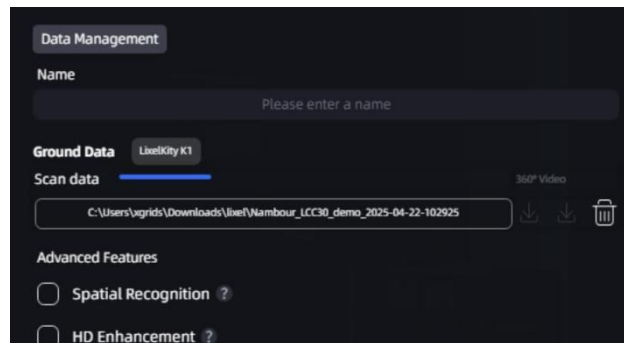 Data Management
Name
Please enter a name
Ground Data LixelKity K1
Scan data 360° Video
C:\Users\xgrids\Downloads\lixel\Nambour_LCC30_demo_2025-04-22-102925
Advanced Features
Spatial Recognition ?
HD Enhancement ?